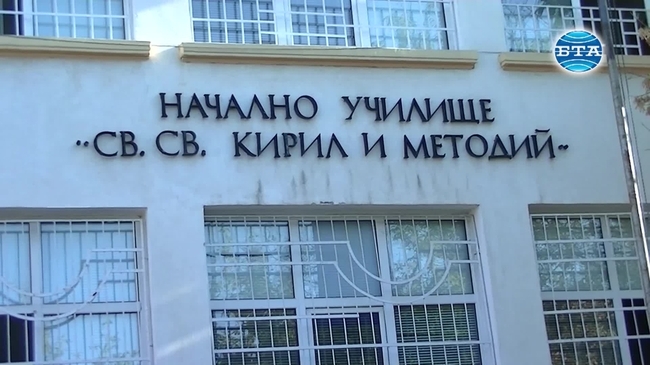 БТА
НАЧАЛНО УЧИЛИЩЕ
"СВ. СВ. КИРИЛ И МЕТОДИЙ"